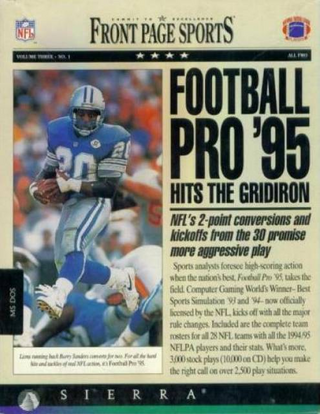 COMMIT TO EXCELLENCE
NFL
FRONT PAGE SPORTS
VOLUME THREE - NO. 1
ALL PRO
FOOTBALL
PRO '95
HITS THE GRIDIRON
NFL's 2-point conversions and
kickoffs from the 30 promise
more aggressive play
Sports analysts foresee high-scoring action
when the nation's best, Football Pro '95, takes the
field. Computer Gaming World's Winner- Best
Sports Simulation '93 and '94- now officially
licensed by the NFL, kicks off with all the major
rule changes. Included are the complete team
rosters for all 28 NFL teams with all the 1994/95
NFLPA players and their stats. What's more,
3,000 stock plays (10,000 on CD) help you make
the right call on over 2,500 play situations.
20
MS DOS
Lions running back Barry Sanders converts for two. For all the hard
hits and tackles of real NFL action, it's Football Pro '95.
SIERRA